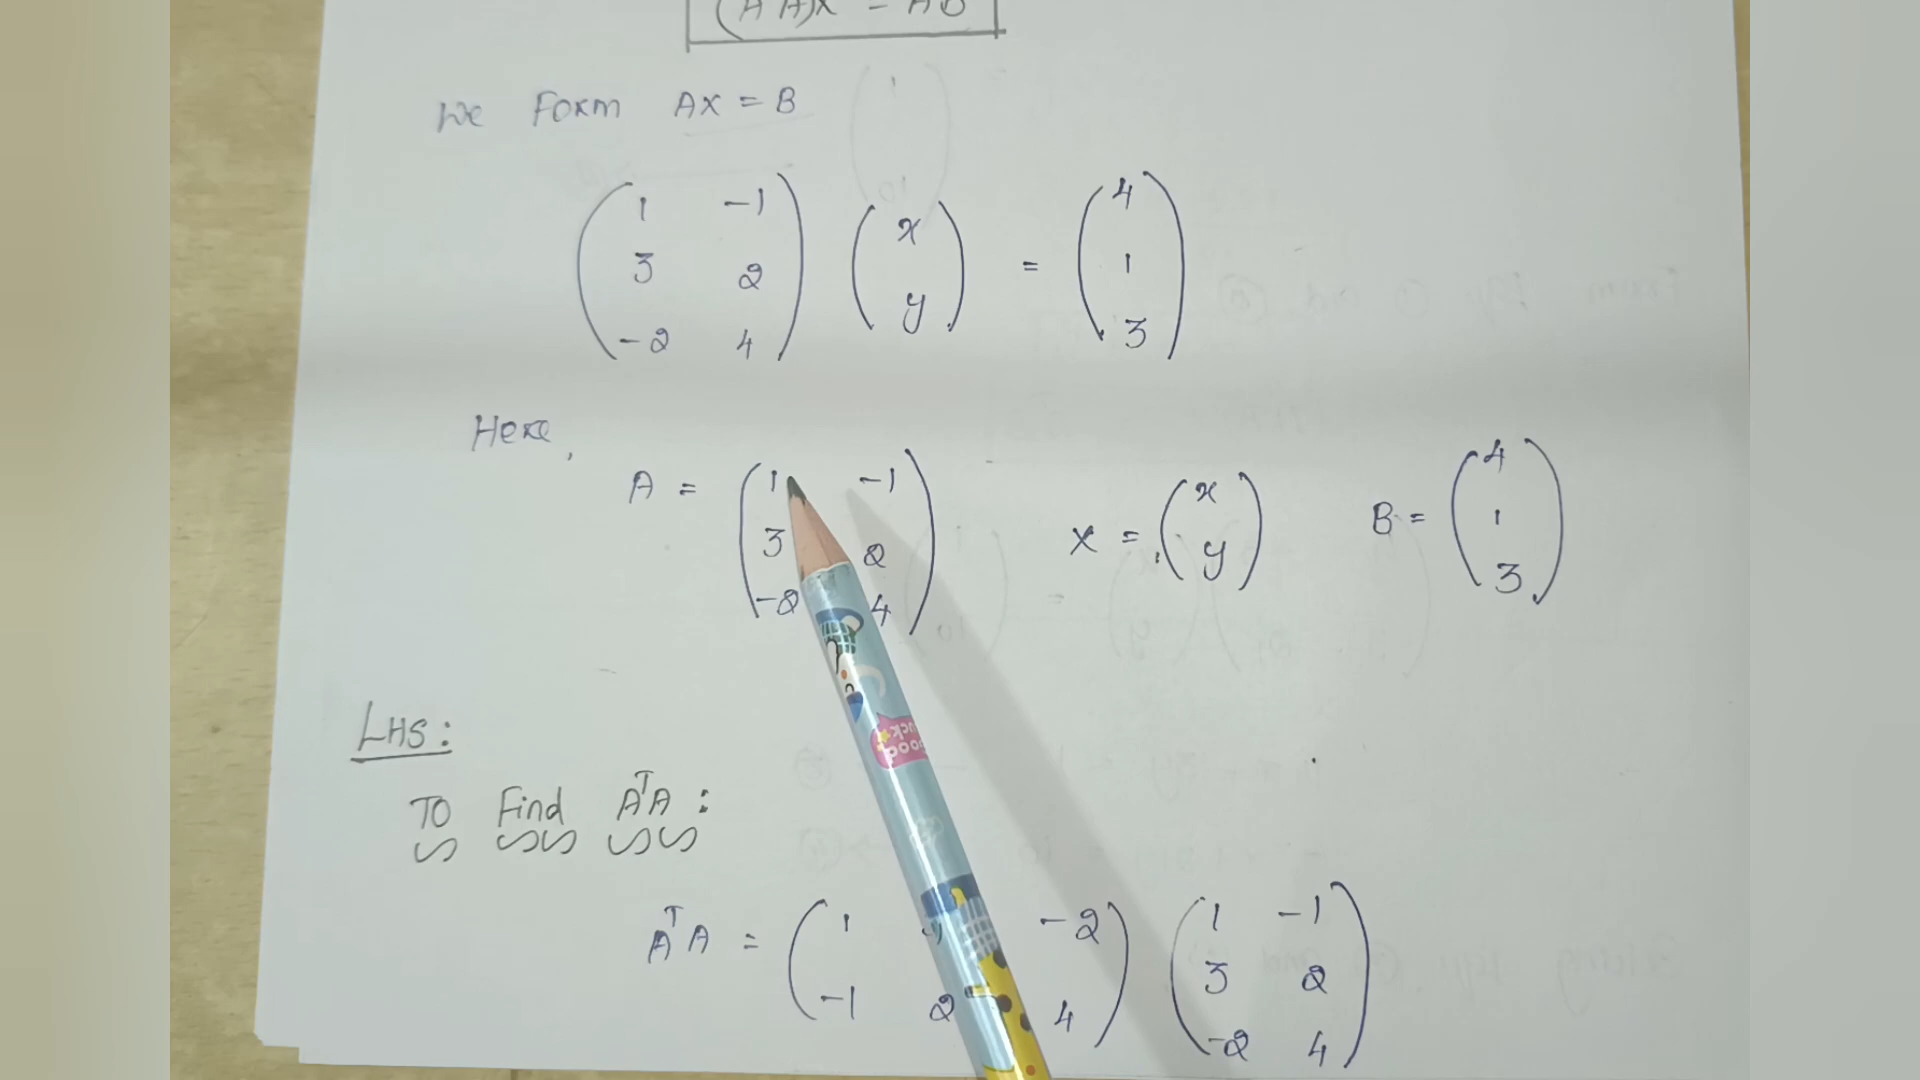 We Form AX = B
( 1 -1 ) ( x ) = ( 4 )
( 3 2 ) ( y ) ( 1 )
( -2 4 ) ( 3 )
Here,
A = ( 1 -1 ) X = ( x ) B = ( 4 )
( 3 2 ) ( y ) ( 1 )
( -2 4 ) ( 3 )
LHS:
TO Find AᵀA :
AᵀA = ( 1 -2 ) ( 1 -1 )
( -1 2 4 ) ( 3 2 )
( -2 4 )